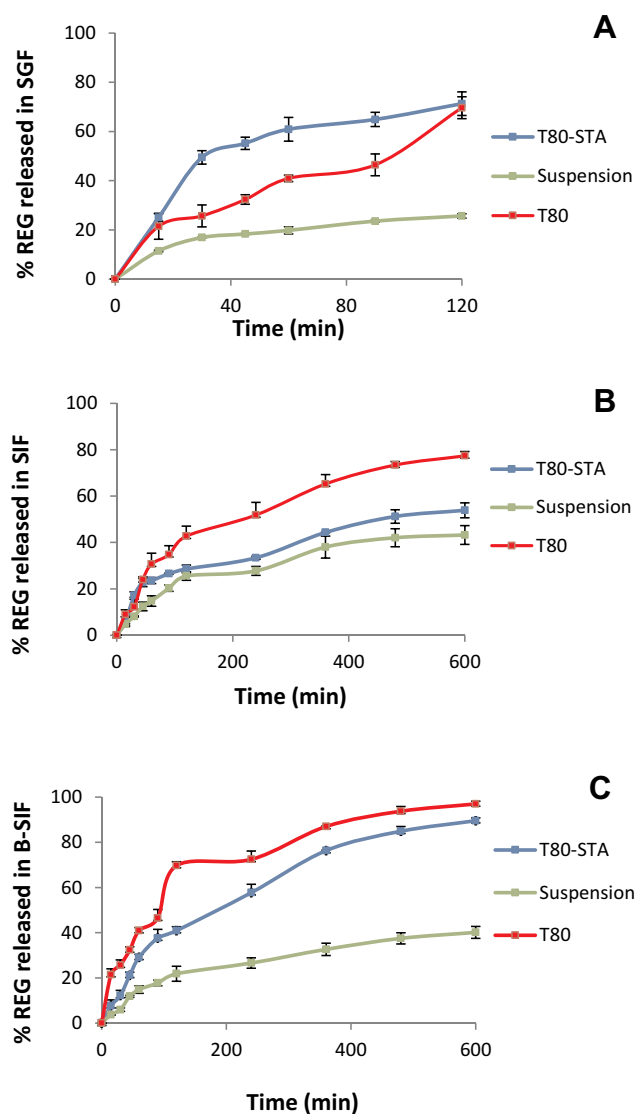 A
% REG released in SGF
100
80
60
40
20
0
0 40 80 120
Time (min)
T80-STA
Suspension
T80
B
% REG released in SIF
100
80
60
40
20
0
0 200 400 600
Time (min)
T80-STA
Suspension
T80
C
% REG released in B-SIF
100
80
60
40
20
0
0 200 400 600
Time (min)
T80-STA
Suspension
T80